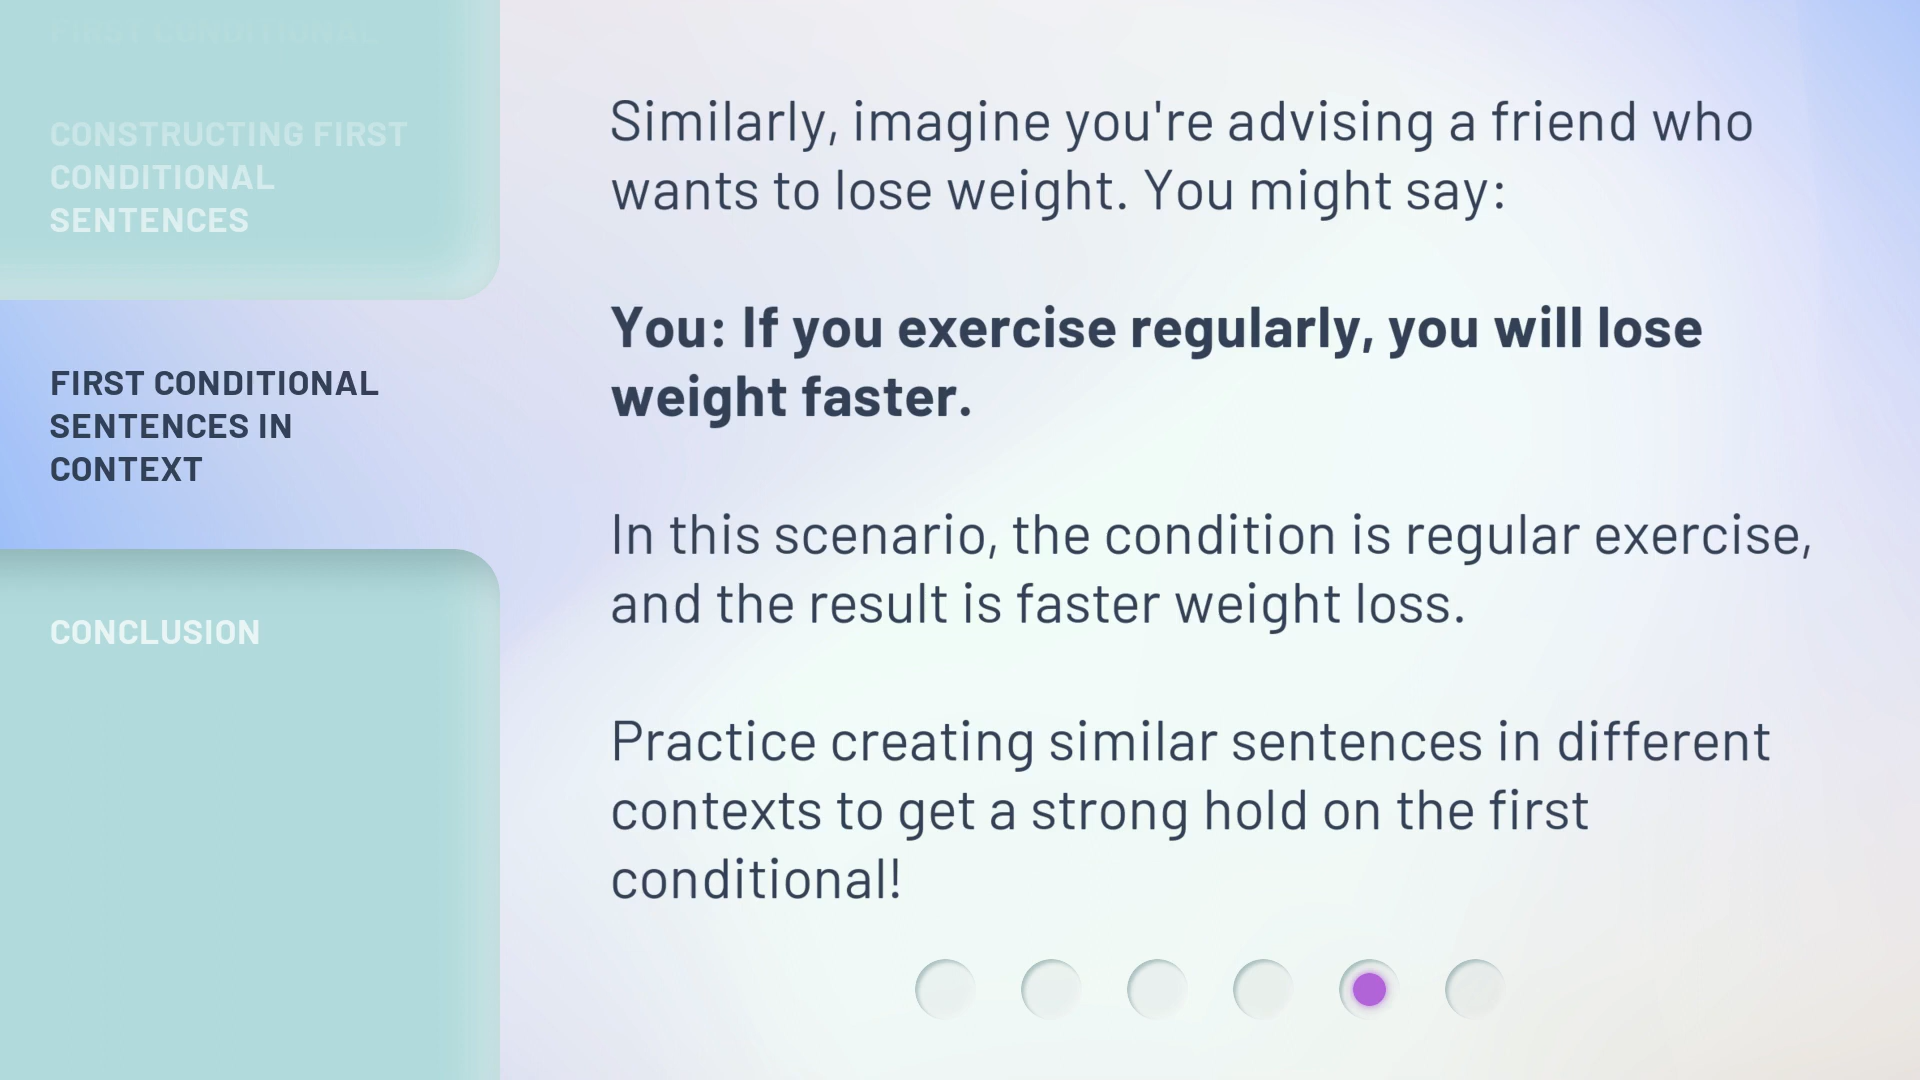 FIRST CONDITIONAL
CONSTRUCTING FIRST
CONDITIONAL
SENTENCES
FIRST CONDITIONAL
SENTENCES IN
CONTEXT
CONCLUSION
Similarly, imagine you're advising a friend who
wants to lose weight. You might say:
You: If you exercise regularly, you will lose
weight faster.
In this scenario, the condition is regular exercise,
and the result is faster weight loss.
Practice creating similar sentences in different
contexts to get a strong hold on the first
conditional!